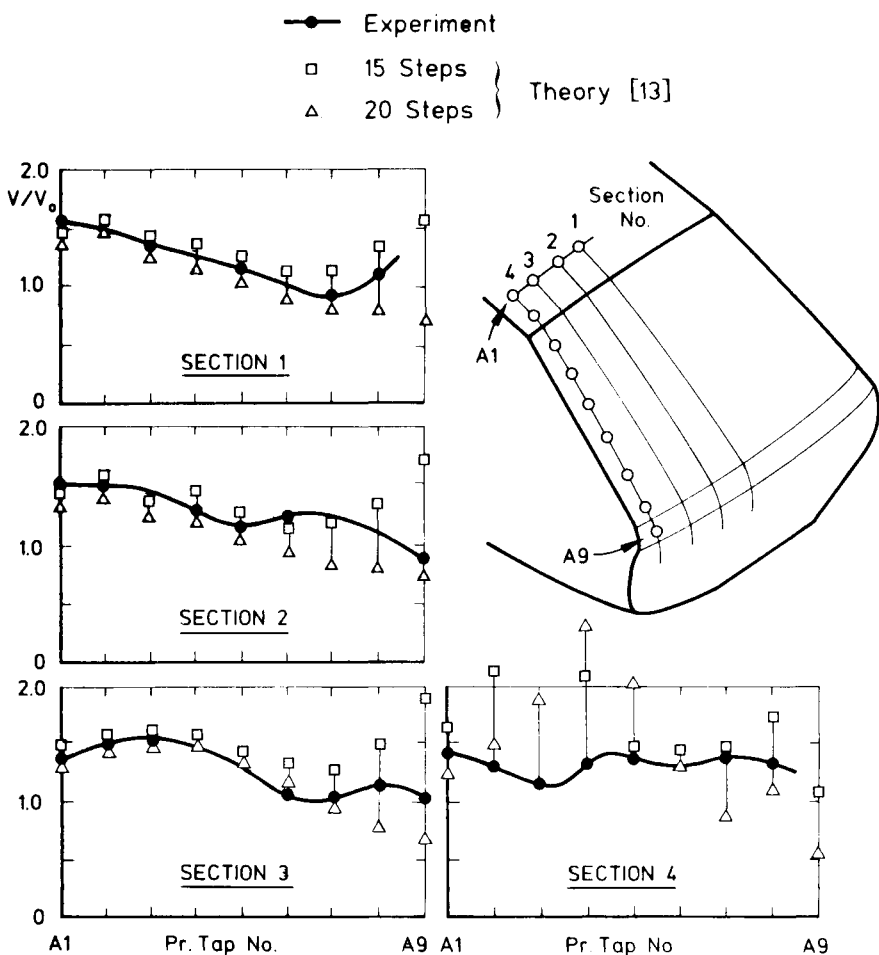 Experiment
15 Steps
20 Steps
Theory [13]
2.0
V/V₀
1.0
0
SECTION 1
Section
No.
1
2
3
4
A1
A9
2.0
1.0
0
SECTION 2
2.0
1.0
0
SECTION 3
SECTION 4
A1
Pr. Tap No.
A9
A1
Pr. Tap No
A9